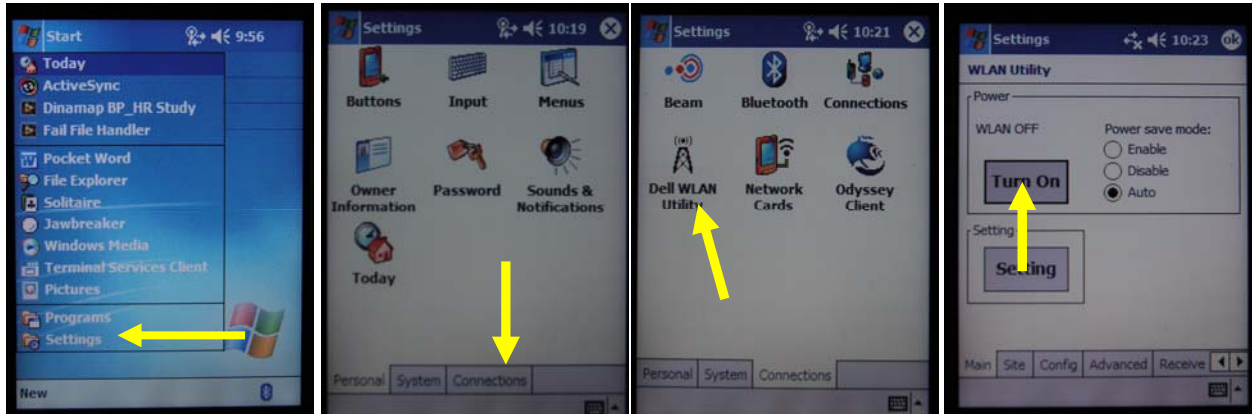 Start 9:56
Today
ActiveSync
Dinamap BP_HR Study
Fail File Handler
Pocket Word
File Explorer
Solitaire
Jawbreaker
Windows Media
Terminal Services Client
Pictures
Programs
Settings
New
Settings 10:19
Buttons Input Menus
Owner Information
Password
Sounds & Notifications
Today
Personal System Connections
Settings 10:21
Beam Bluetooth Connections
Dell WLAN Utility
Network Cards
Odyssey Client
Personal System Connections
Settings 10:23 ok
WLAN Utility
Power
WLAN OFF
Turn On
Power save mode:
Enable
Disable
Auto
Setting
Setting
Main Site Config Advanced Receive